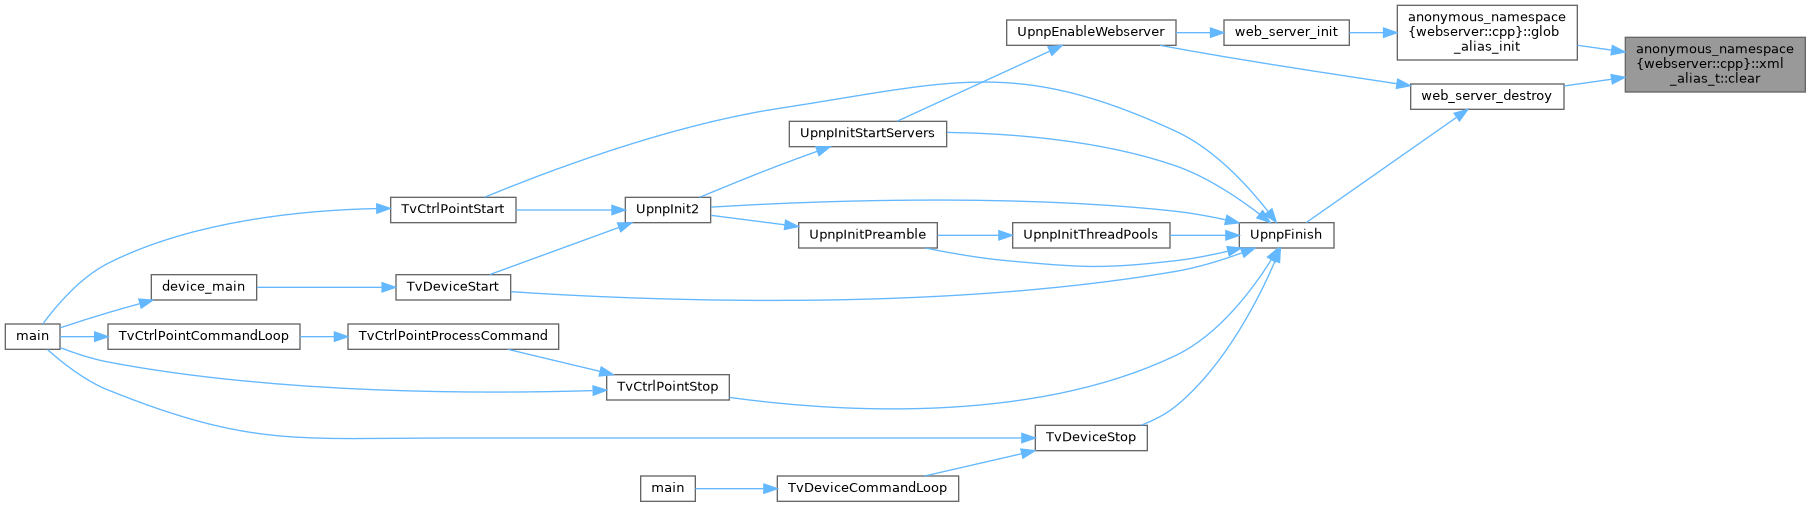 anonymous_namespace
{webserver::cpp}::glob
_alias_init
UpnpEnableWebserver
web_server_init
anonymous_namespace
{webserver::cpp}::xml
_alias_t::clear
web_server_destroy
UpnpInitStartServers
TvCtrlPointStart
UpnpInit2
UpnpInitPreamble
UpnpInitThreadPools
UpnpFinish
device_main
TvDeviceStart
main
TvCtrlPointCommandLoop
TvCtrlPointProcessCommand
TvCtrlPointStop
TvDeviceStop
main
TvDeviceCommandLoop